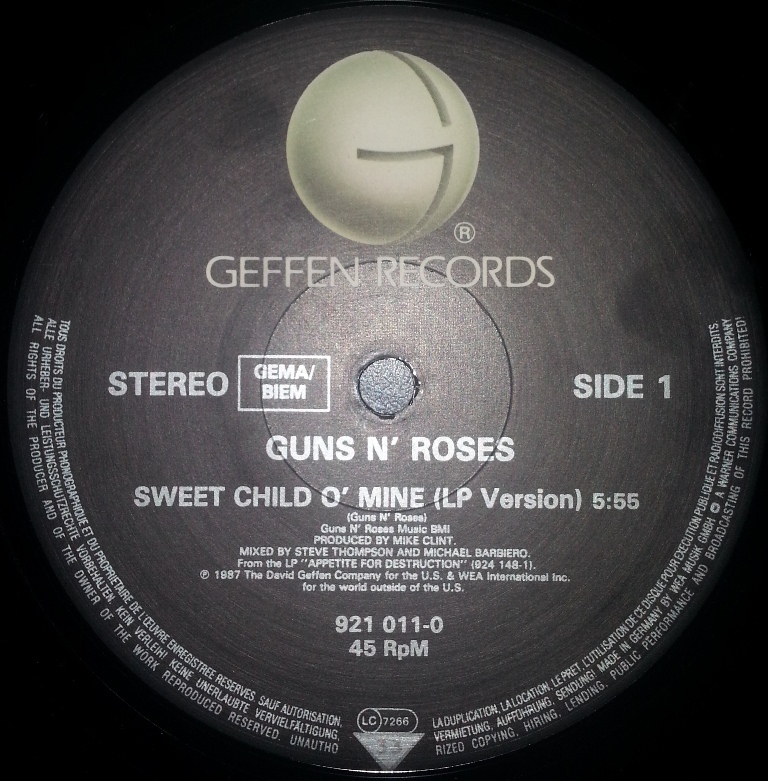 ®
GEFFEN RECORDS
STEREO
GEMA/
BIEM
SIDE 1
GUNS N' ROSES
SWEET CHILD O' MINE (LP Version) 5:55
(Guns N' Roses)
Guns N' Roses Music BMI
PRODUCED BY MIKE CLINT.
MIXED BY STEVE THOMPSON AND MICHAEL BARBIERO.
From the LP "APPETITE FOR DESTRUCTION" (924 148-1).
℗ 1987 The David Geffen Company for the U.S. & WEA International Inc.
for the world outside of the U.S.
921 011-0
45 RpM
LC 7266
TOUS DROITS DU PRODUCTEUR PHONOGRAPHIQUE ET DU PROPRIETAIRE DE L'ŒUVRE ENREGISTREE RESERVES. SAUF AUTORISATION, LA DUPLICATION, LA LOCATION, LE PRET, L'UTILISATION DE CE DISQUE POUR EXECUTION PUBLIQUE ET RADIODIFFUSION SONT INTERDITS
ALLE URHEBER- UND LEISTUNGSSCHUTZRECHTE VORBEHALTEN. KEIN VERLEIH! KEINE UNERLAUBTE VERVIELFÄLTIGUNG, VERMIETUNG, AUFFÜHRUNG, SENDUNG! MADE IN GERMANY BY WEA MUSIK GMBH A WARNER COMMUNICATIONS COMPANY
ALL RIGHTS OF THE PRODUCER AND OF THE OWNER OF THE WORK REPRODUCED RESERVED. UNAUTHORIZED COPYING, HIRING, LENDING, PUBLIC PERFORMANCE AND BROADCASTING OF THIS RECORD PROHIBITED!